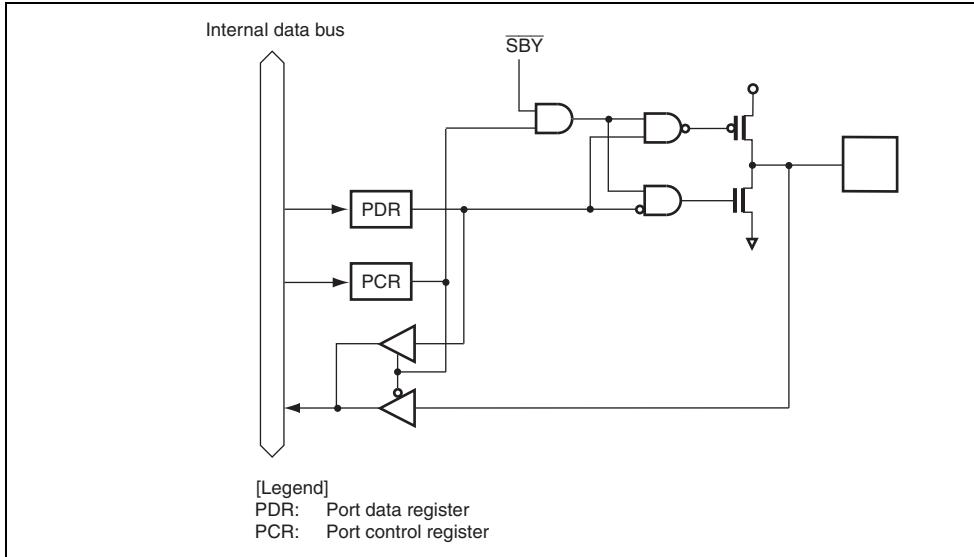 Internal data bus
SBY
PDR
PCR
[Legend]
PDR: Port data register
PCR: Port control register